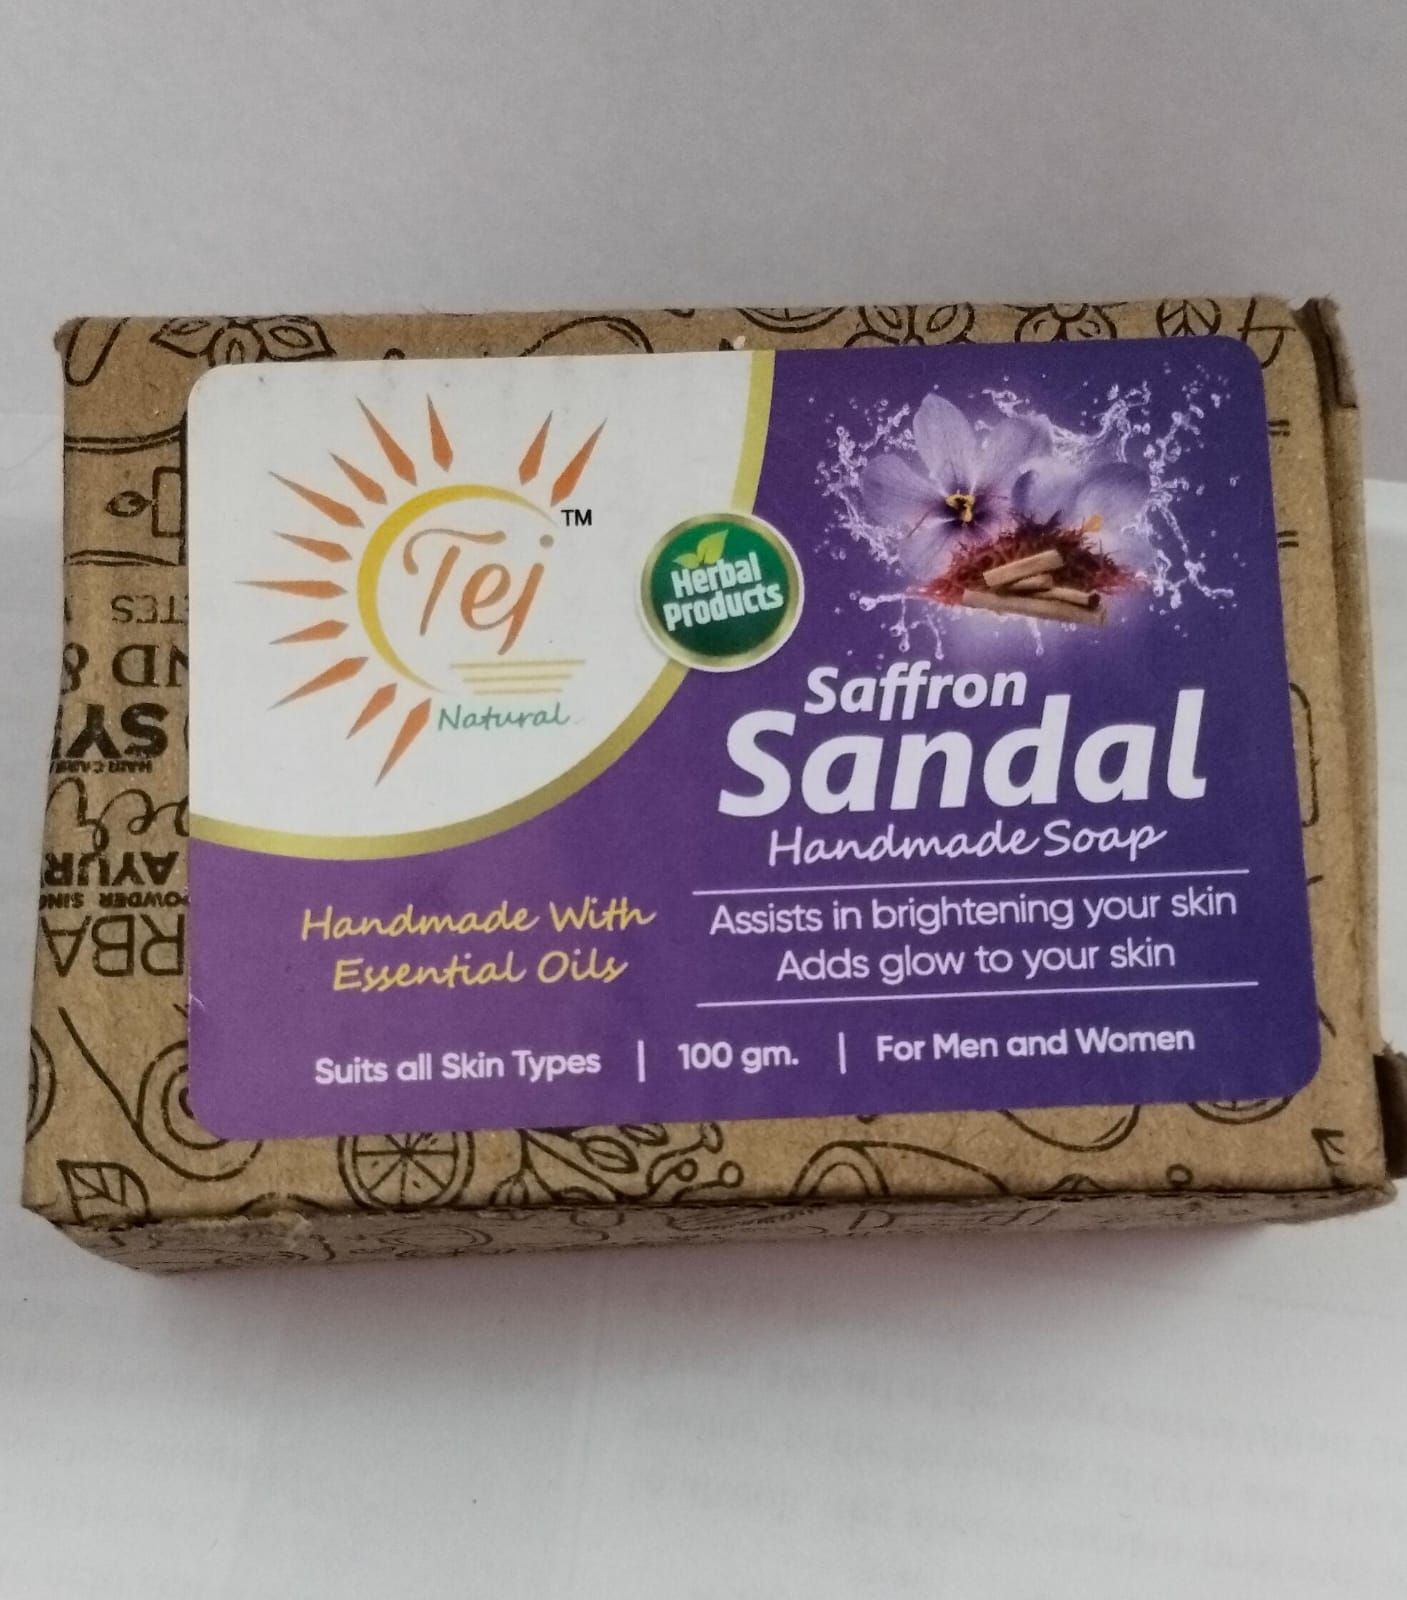 Tej
TM
Natural
Herbal
Products
Saffron
Sandal
Handmade Soap
Handmade With
Essential Oils
Assists in brightening your skin
Adds glow to your skin
Suits all Skin Types | 100 gm. | For Men and Women